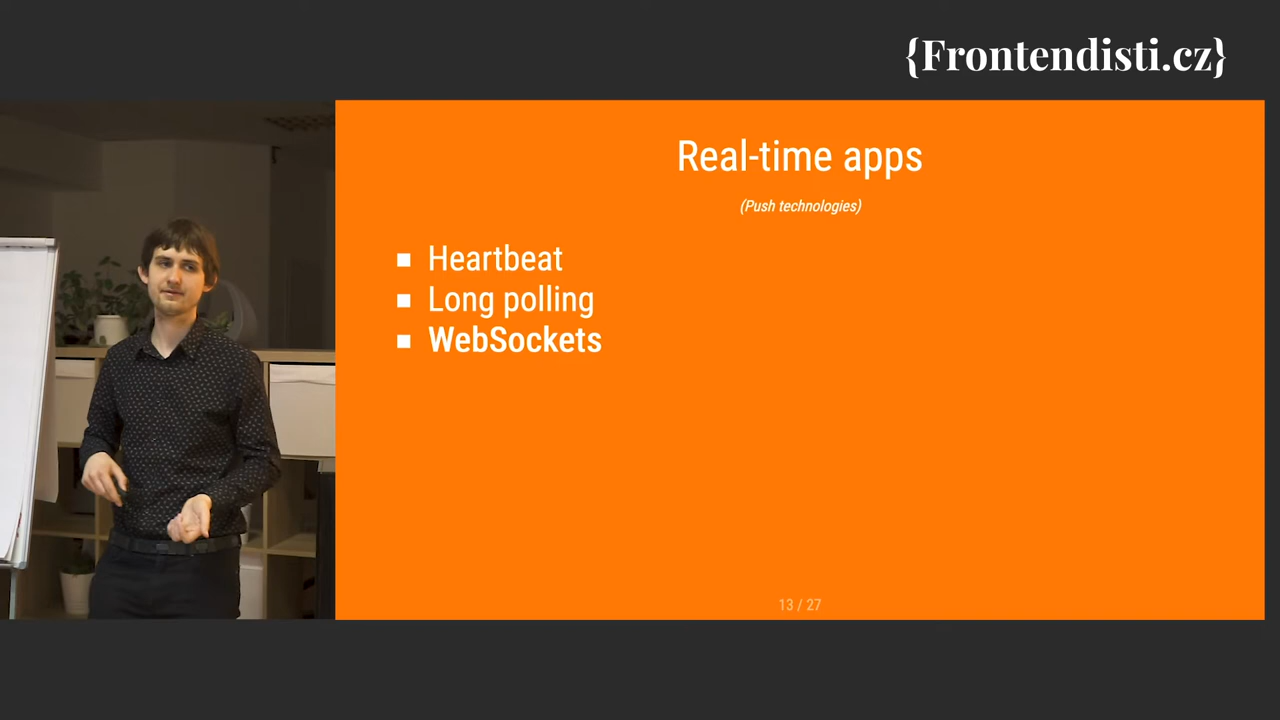 {Frontendisti.cz}
Real-time apps
(Push technologies)
Heartbeat
Long polling
WebSockets
13 / 27